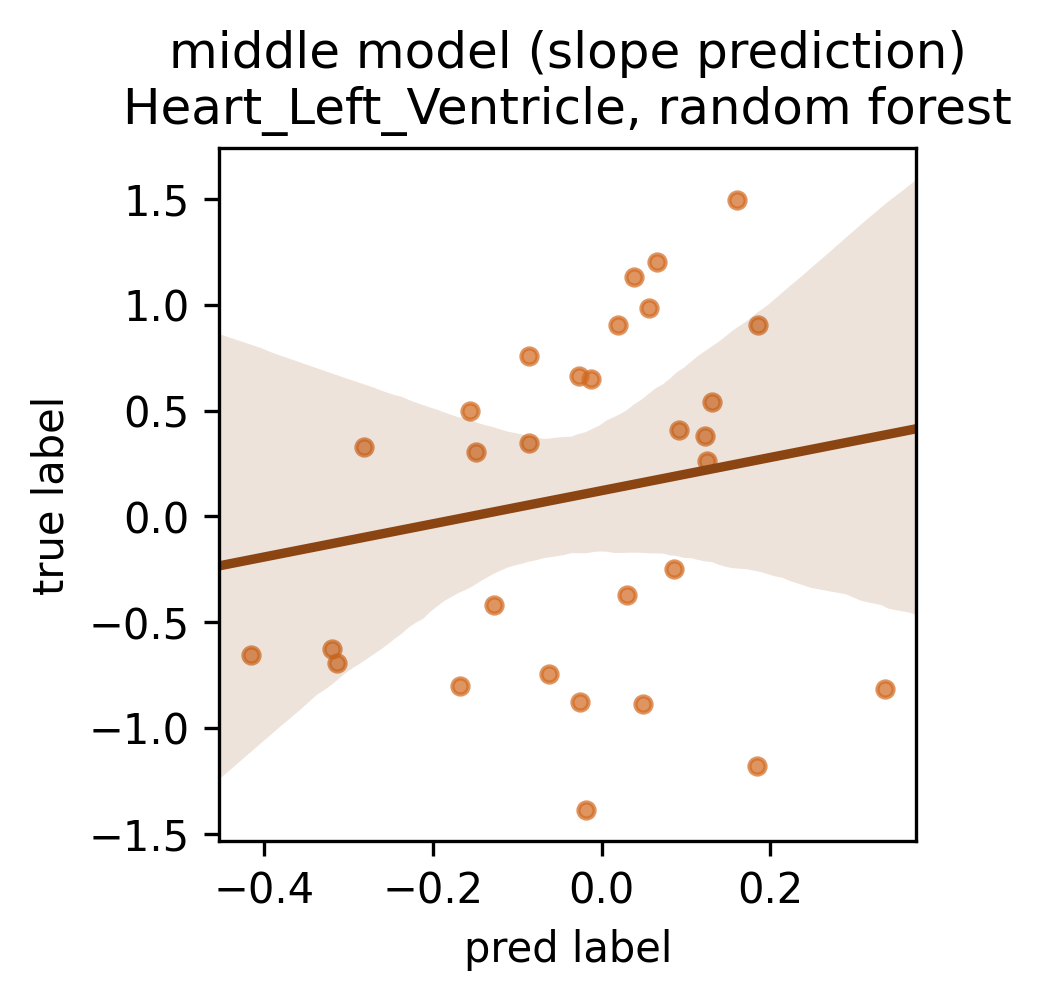 middle model (slope prediction)
Heart_Left_Ventricle, random forest
1.5
1.0
0.5
0.0
−0.5
−1.0
−1.5
true label
−0.4
−0.2
0.0
0.2
pred label